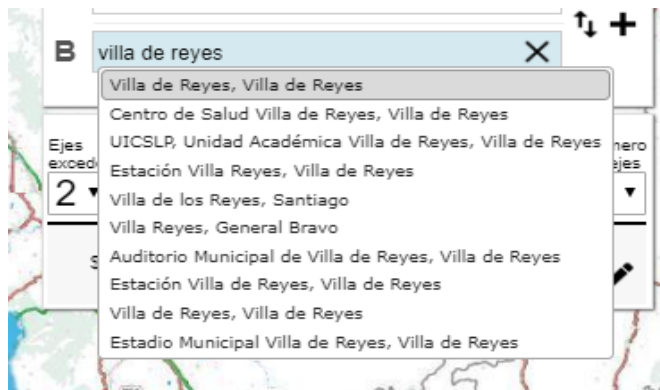 B villa de reyes
Villa de Reyes, Villa de Reyes
Centro de Salud Villa de Reyes, Villa de Reyes
UICSLP, Unidad Académica Villa de Reyes, Villa de Reyes
Estación Villa Reyes, Villa de Reyes
Villa de los Reyes, Santiago
Villa Reyes, General Bravo
Auditorio Municipal de Villa de Reyes, Villa de Reyes
Estación Villa de Reyes, Villa de Reyes
Villa de Reyes, Villa de Reyes
Estadio Municipal Villa de Reyes, Villa de Reyes
Ejes
2